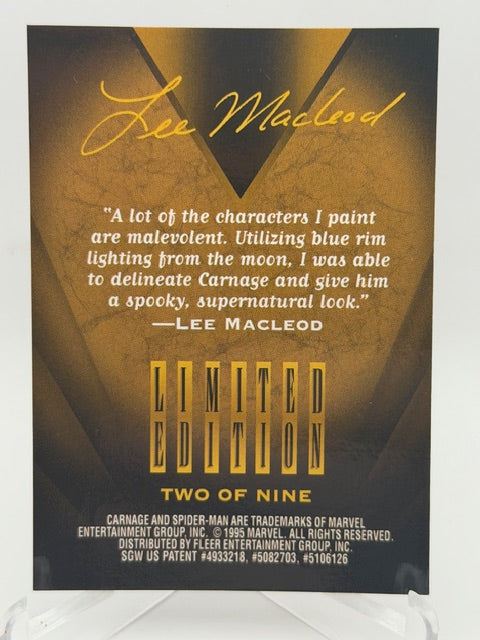 Lee Macleod
"A lot of the characters I paint
are malevolent. Utilizing blue rim
lighting from the moon, I was able
to delineate Carnage and give him
a spooky, supernatural look."
—LEE MACLEOD
LIMITED
EDITION
TWO OF NINE
CARNAGE AND SPIDER-MAN ARE TRADEMARKS OF MARVEL
ENTERTAINMENT GROUP, INC. © 1995 MARVEL. ALL RIGHTS RESERVED.
DISTRIBUTED BY FLEER ENTERTAINMENT GROUP, INC.
SGW US PATENT #4933218, #5082703, #5106126